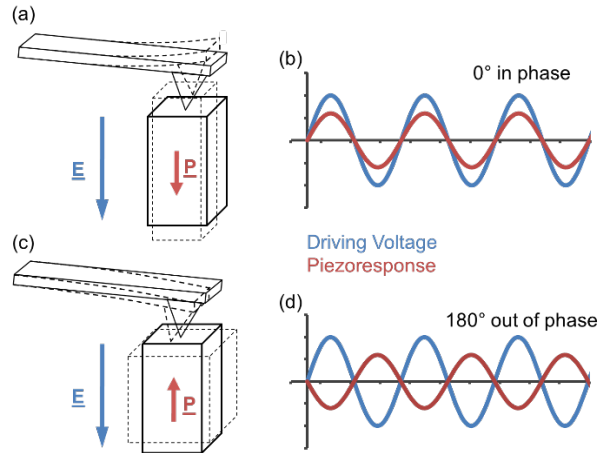 (a)
E
P
(b)
0° in phase
Driving Voltage
Piezoresponse
(c)
E
P
(d)
180° out of phase